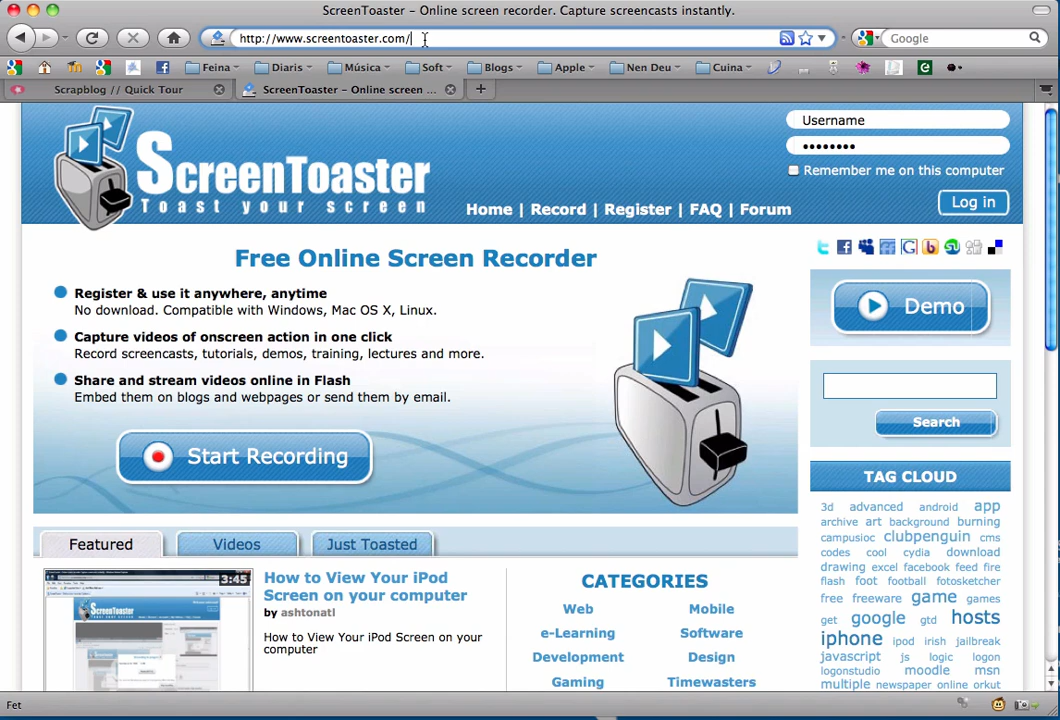 ScreenToaster - Online screen recorder. Capture screencasts instantly.
http://www.screentoaster.com/
Google
Feina
Diaris
Música
Soft
Blogs
Apple
Nen Deu
Cuina
Scrapblog // Quick Tour
ScreenToaster - Online screen ...
ScreenToaster
Toast your screen
Username
••••••••
Remember me on this computer
Log in
Home | Record | Register | FAQ | Forum
Free Online Screen Recorder
Register & use it anywhere, anytime
No download. Compatible with Windows, Mac OS X, Linux.
Capture videos of onscreen action in one click
Record screencasts, tutorials, demos, training, lectures and more.
Share and stream videos online in Flash
Embed them on blogs and webpages or send them by email.
Start Recording
Demo
Search
TAG CLOUD
3d advanced android app
archive art background burning
campusioc clubpenguin cms
codes cool cydia download
drawing excel facebook feed fire
flash foot football fotosketcher
free freeware game games
get google gtd hosts
iphone ipod irish jailbreak
javascript js logic logon
logonstudio moodle msn
multiple newspaper online orkut
Featured
Videos
Just Toasted
3:45
How to View Your iPod
Screen on your computer
by ashtonatl
How to View Your iPod Screen on your
computer
CATEGORIES
Web
Mobile
e-Learning
Software
Development
Design
Gaming
Timewasters
Fet